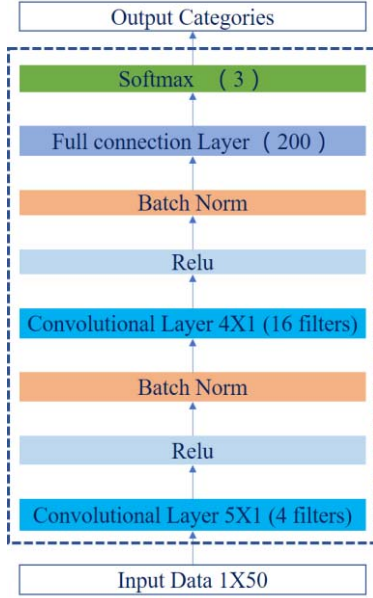 Output Categories
Softmax （3）
Full connection Layer（200）
Batch Norm
Relu
Convolutional Layer 4X1 (16 filters)
Batch Norm
Relu
Convolutional Layer 5X1 (4 filters)
Input Data 1X50